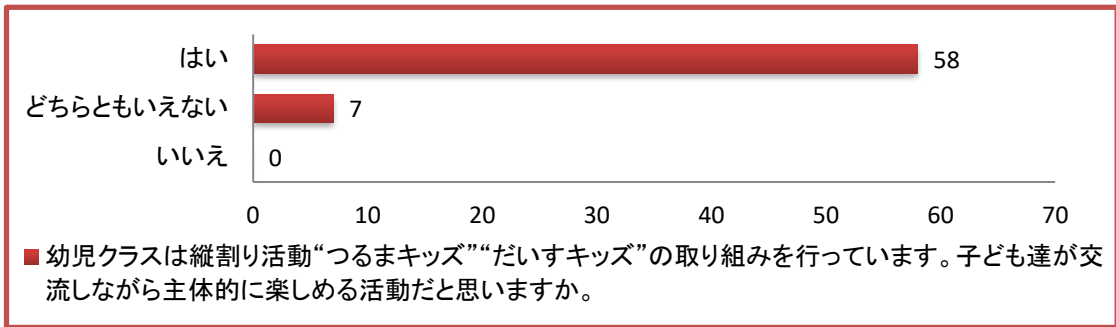 はい 58
どちらともいえない 7
いいえ 0
0 10 20 30 40 50 60 70
幼児クラスは縦割り活動“つるまキッズ”“だいすキッズ”の取り組みを行っています。子ども達が交
流しながら主体的に楽しめる活動だと思いますか。